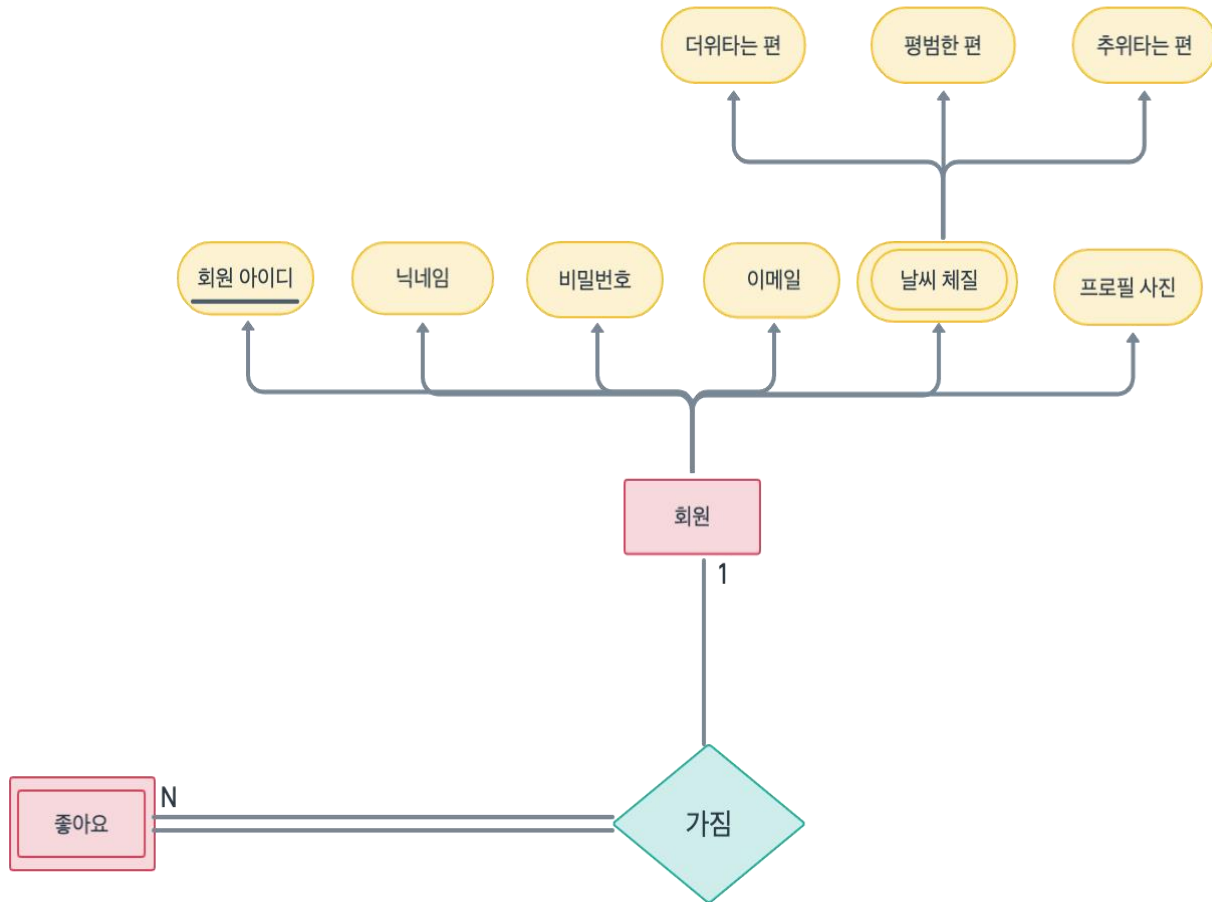 더위타는 편
평범한 편
추위타는 편
회원 아이디
닉네임
비밀번호
이메일
날씨 체질
프로필 사진
회원
1
N
좋아요
가짐